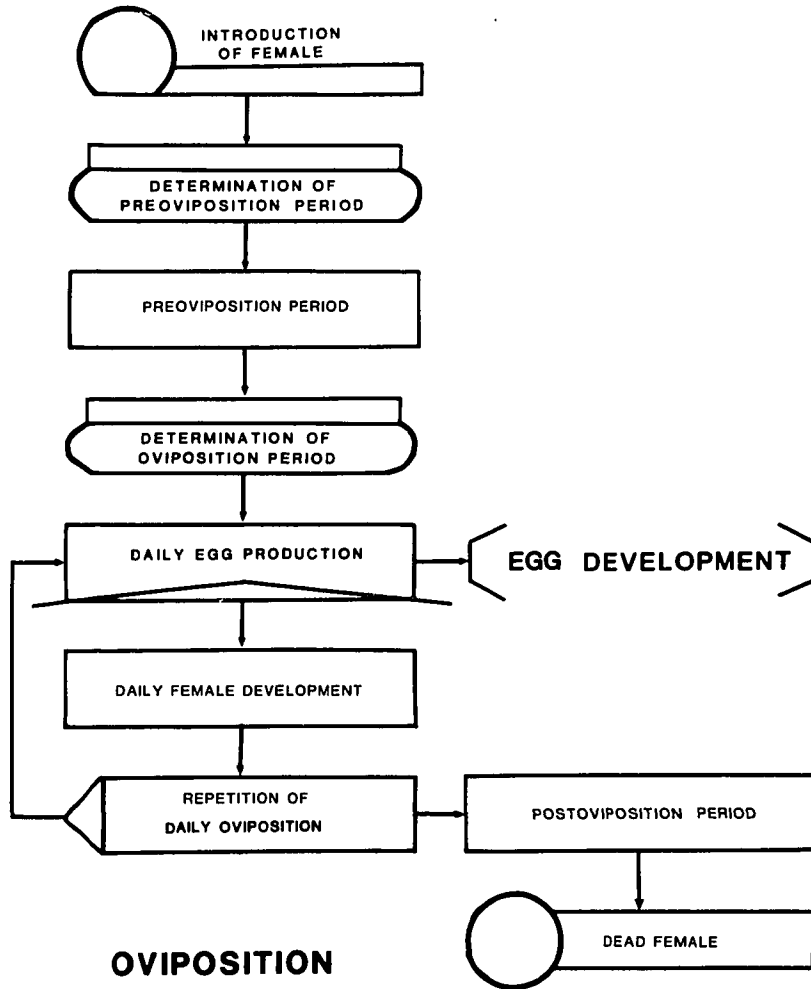 INTRODUCTION
OF FEMALE
DETERMINATION OF
PREOVIPOSITION PERIOD
PREOVIPOSITION PERIOD
DETERMINATION OF
OVIPOSITION PERIOD
DAILY EGG PRODUCTION
EGG DEVELOPMENT
DAILY FEMALE DEVELOPMENT
REPETITION OF
DAILY OVIPOSITION
POSTOVIPOSITION PERIOD
DEAD FEMALE
OVIPOSITION